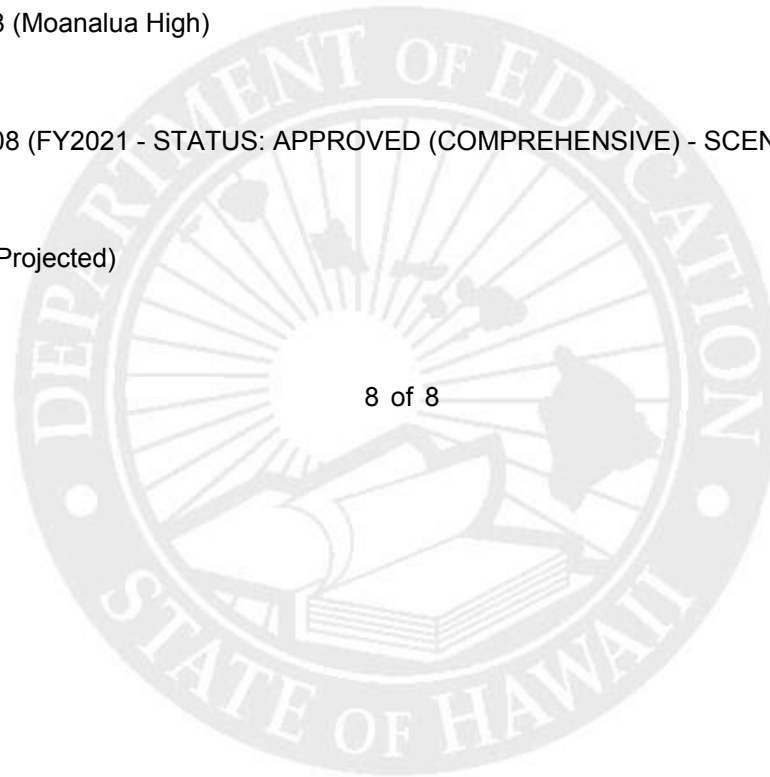 3 (Moanalua High)
08 (FY2021 - STATUS: APPROVED (COMPREHENSIVE) - SCEN
Projected)
8 of 8
DEPARTMENT OF EDUCATION
STATE OF HAWAII